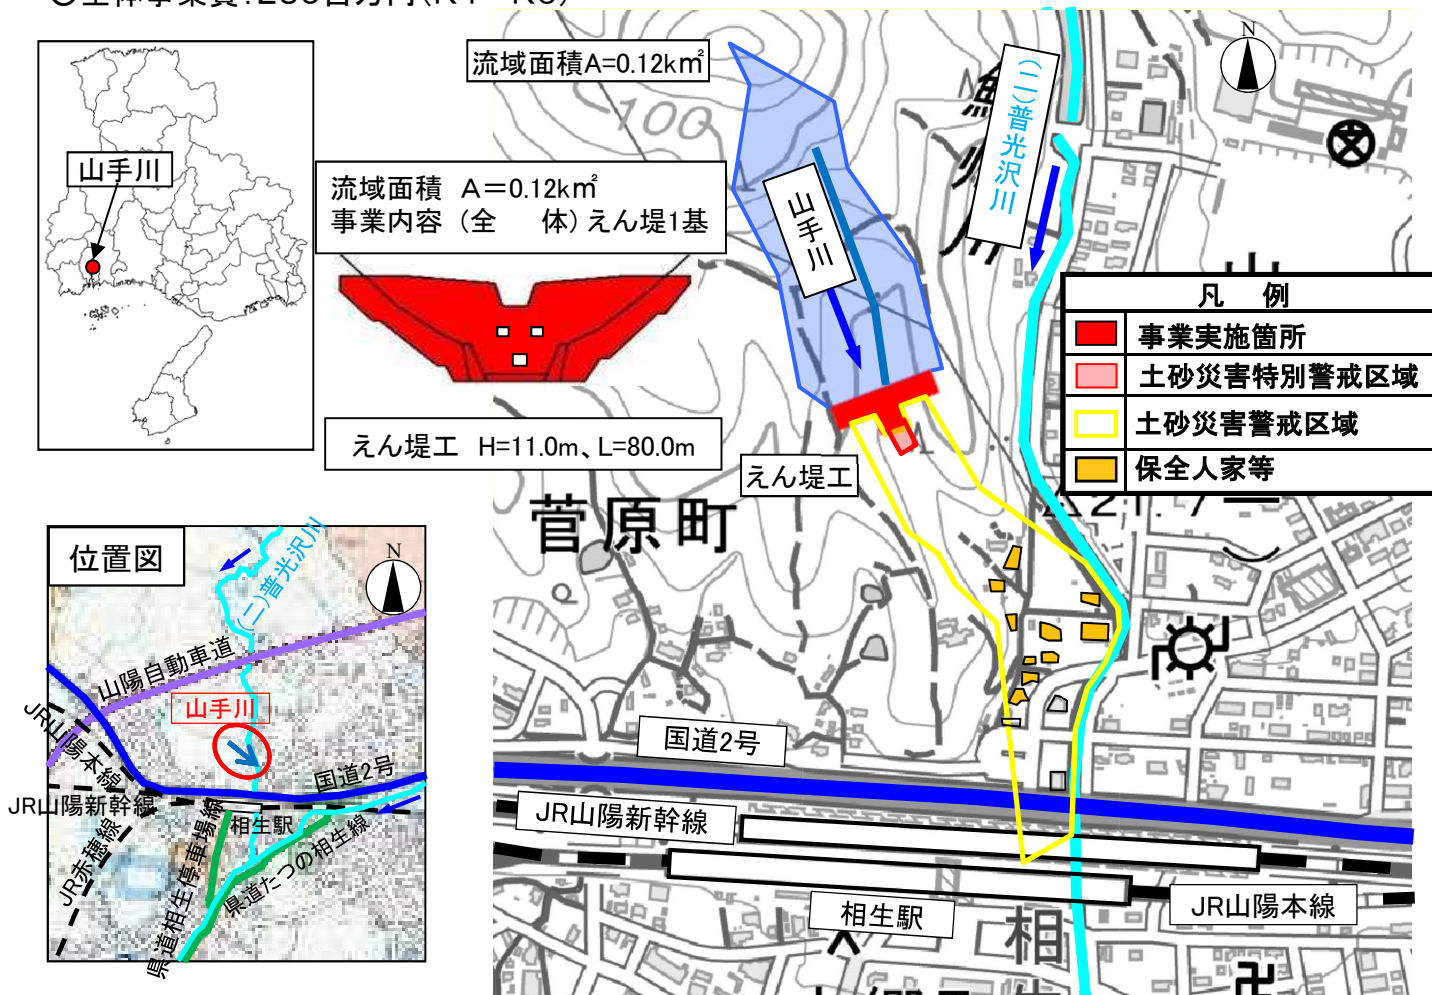 流域面積A=0.12k㎡
山手川
流域面積 A=0.12k㎡
事業内容 (全 体) えん堤1基
えん堤工 H=11.0m、L=80.0m
えん堤工
山手川
(二)普光沢川
N
100
凡 例
事業実施箇所
土砂災害特別警戒区域
土砂災害警戒区域
保全人家等
菅原町
国道2号
JR山陽新幹線
相生駅
JR山陽本線
相
位置図
N
(二)普光沢川
山陽自動車道
山手川
JR山陽本線
国道2号
JR山陽新幹線
相生駅
JR赤穂線
県道相生停車場線
県道たつの相生線